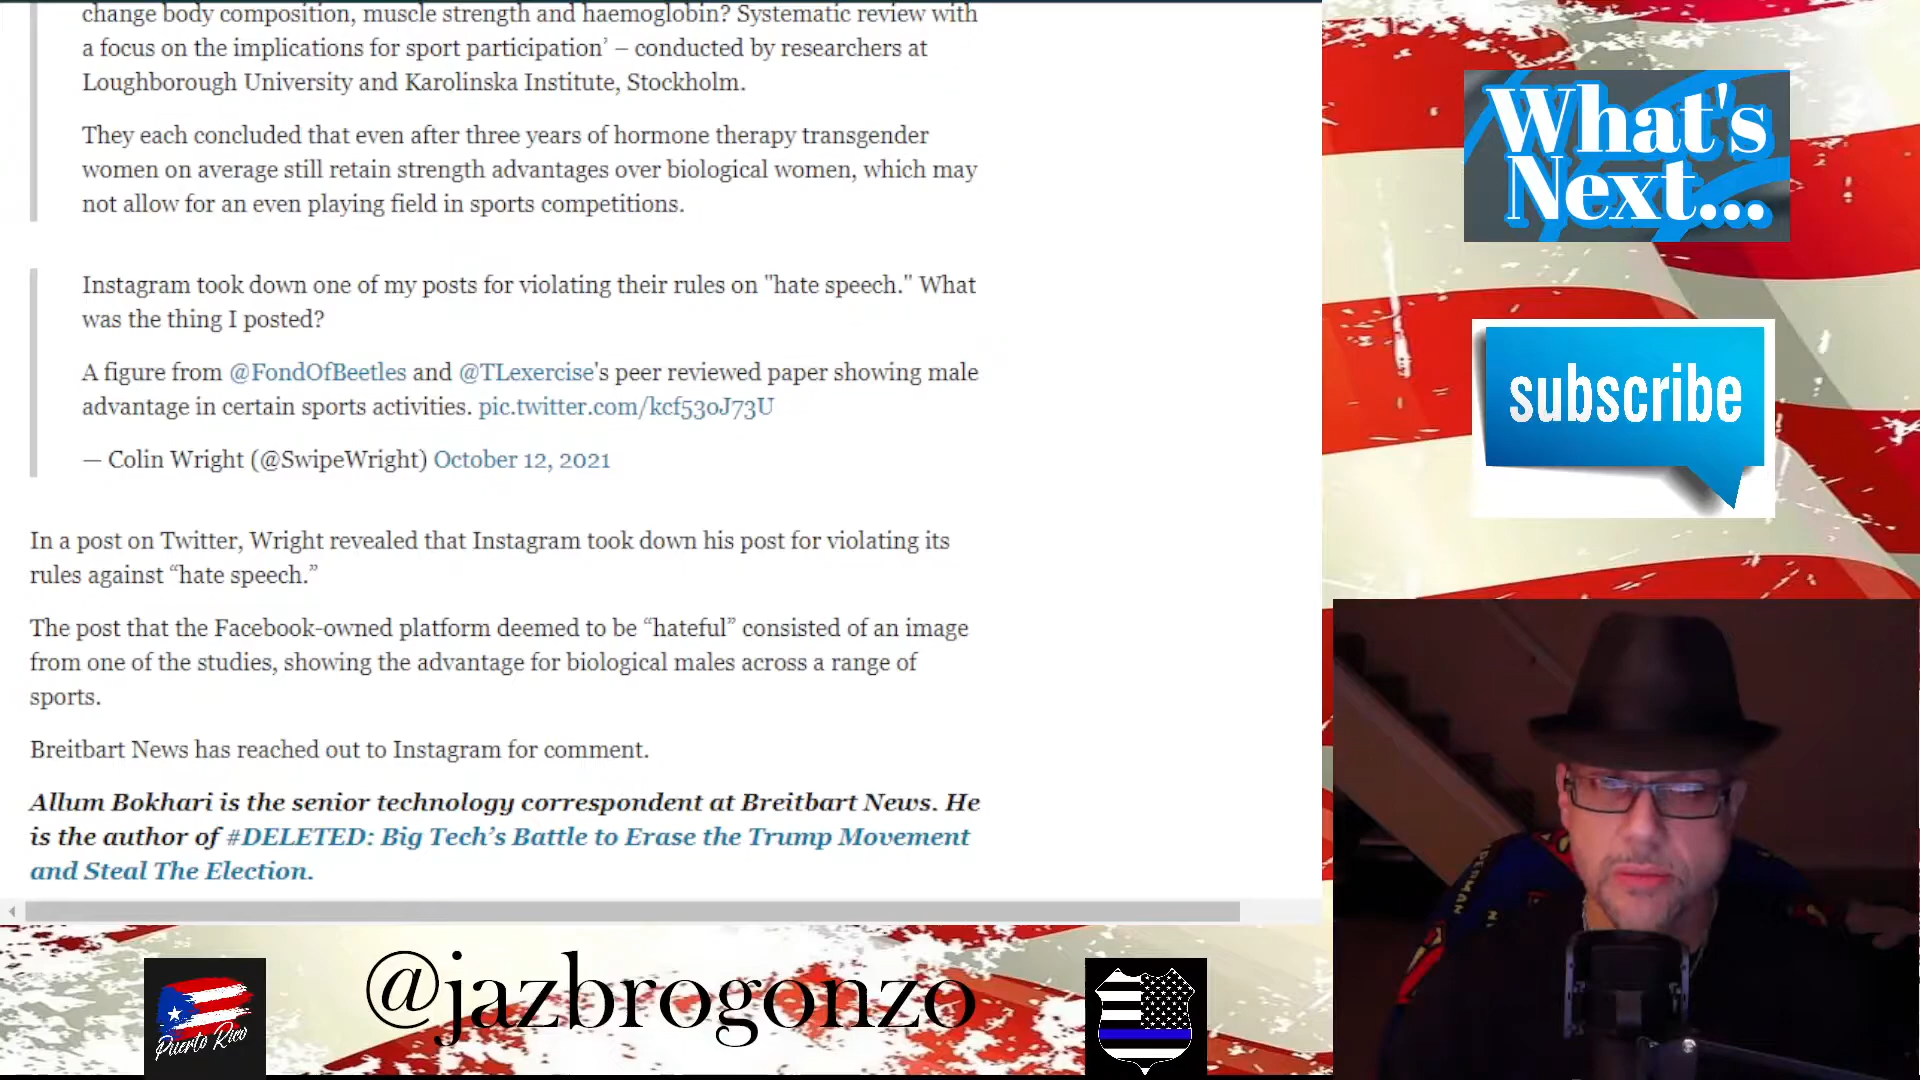 change body composition, muscle strength and haemoglobin? Systematic review with
a focus on the implications for sport participation’ – conducted by researchers at
Loughborough University and Karolinska Institute, Stockholm.
They each concluded that even after three years of hormone therapy transgender
women on average still retain strength advantages over biological women, which may
not allow for an even playing field in sports competitions.
Instagram took down one of my posts for violating their rules on "hate speech." What
was the thing I posted?
A figure from @FondOfBeetles and @TLexercise's peer reviewed paper showing male
advantage in certain sports activities. pic.twitter.com/kcf53oJ73U
— Colin Wright (@SwipeWright) October 12, 2021
In a post on Twitter, Wright revealed that Instagram took down his post for violating its
rules against “hate speech.”
The post that the Facebook-owned platform deemed to be “hateful” consisted of an image
from one of the studies, showing the advantage for biological males across a range of
sports.
Breitbart News has reached out to Instagram for comment.
Allum Bokhari is the senior technology correspondent at Breitbart News. He
is the author of #DELETED: Big Tech’s Battle to Erase the Trump Movement
and Steal The Election.
What's
Next...
subscribe
@jazbrogonzo
Puerto Rico